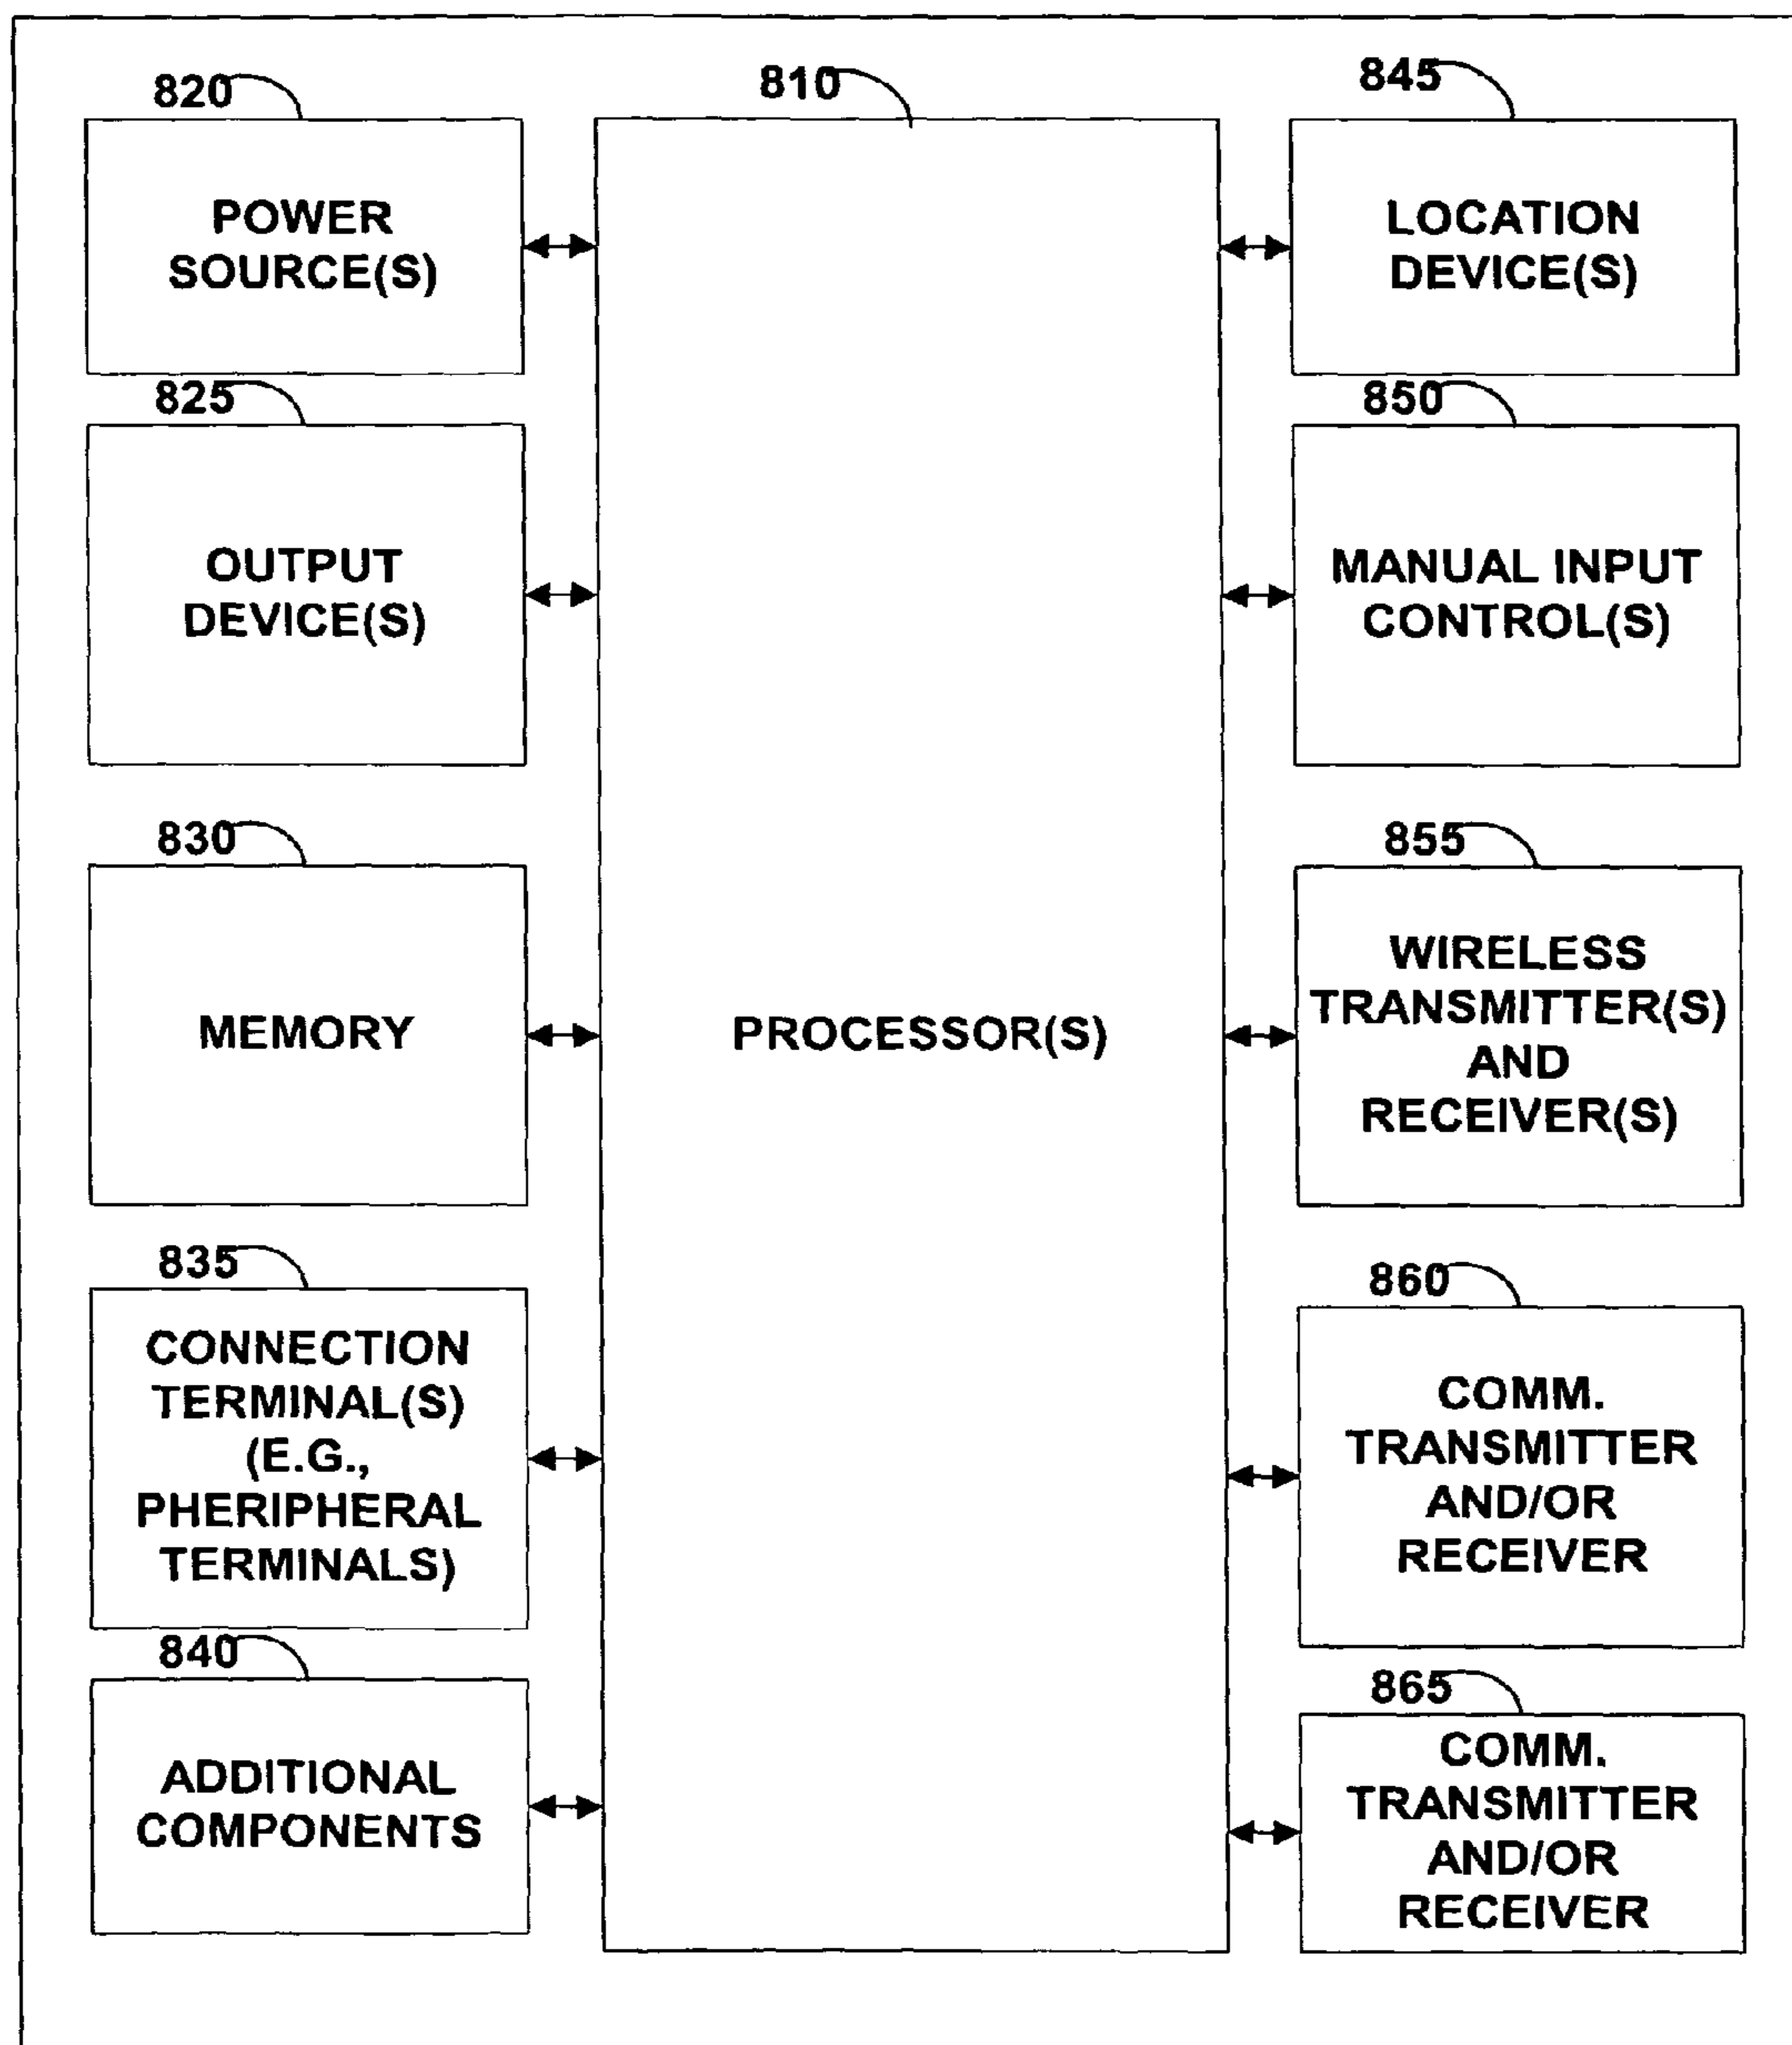 820
POWER
SOURCE(S)
825
OUTPUT
DEVICE(S)
830
MEMORY
835
CONNECTION
TERMINAL(S)
(E.G.,
PHERIPHERAL
TERMINALS)
840
ADDITIONAL
COMPONENTS
810
PROCESSOR(S)
845
LOCATION
DEVICE(S)
850
MANUAL INPUT
CONTROL(S)
855
WIRELESS
TRANSMITTER(S)
AND
RECEIVER(S)
860
COMM.
TRANSMITTER
AND/OR
RECEIVER
865
COMM.
TRANSMITTER
AND/OR
RECEIVER